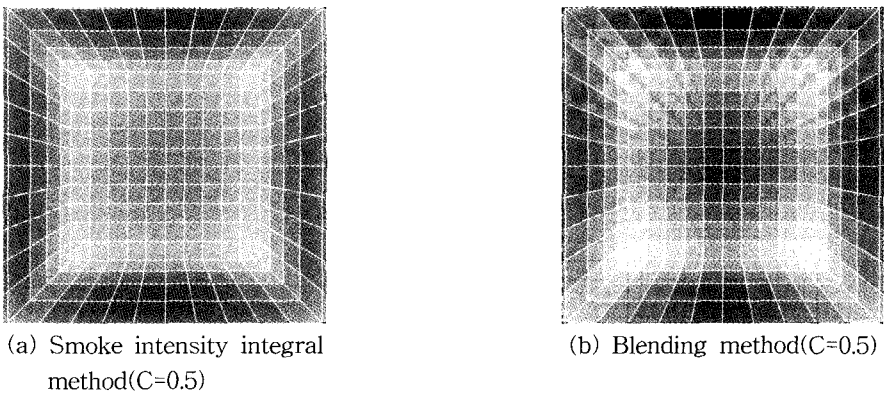 (a) Smoke intensity integral
method(C=0.5)
(b) Blending method(C=0.5)